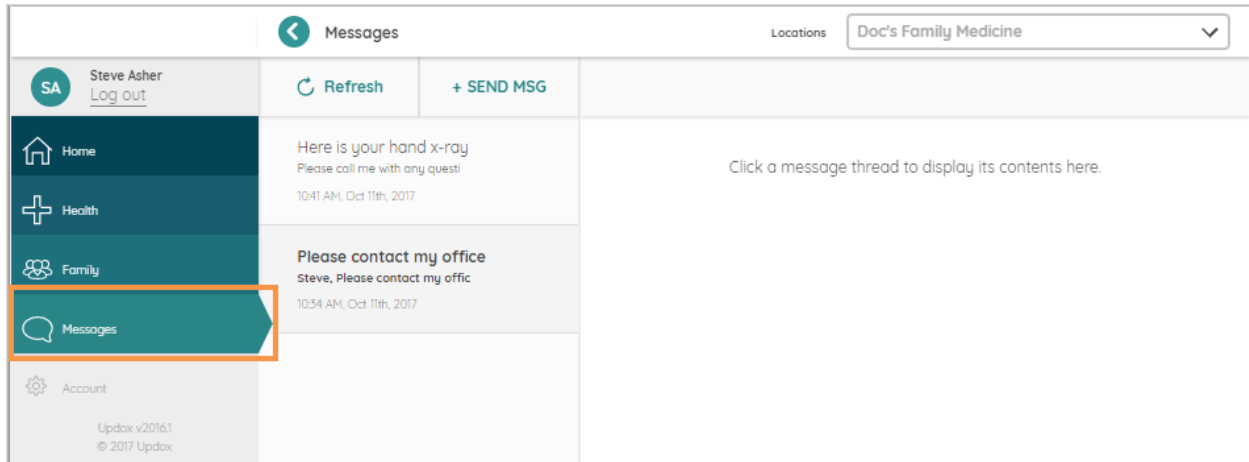 Messages
Locations
Doc's Family Medicine
SA
Steve Asher
Log out
Refresh
+ SEND MSG
Home
Health
Family
Messages
Account
Updox v2016.1
© 2017 Updox
Here is your hand x-ray
Please call me with any questi
10:41 AM, Oct 11th, 2017
Please contact my office
Steve, Please contact my offic
10:34 AM, Oct 11th, 2017
Click a message thread to display its contents here.